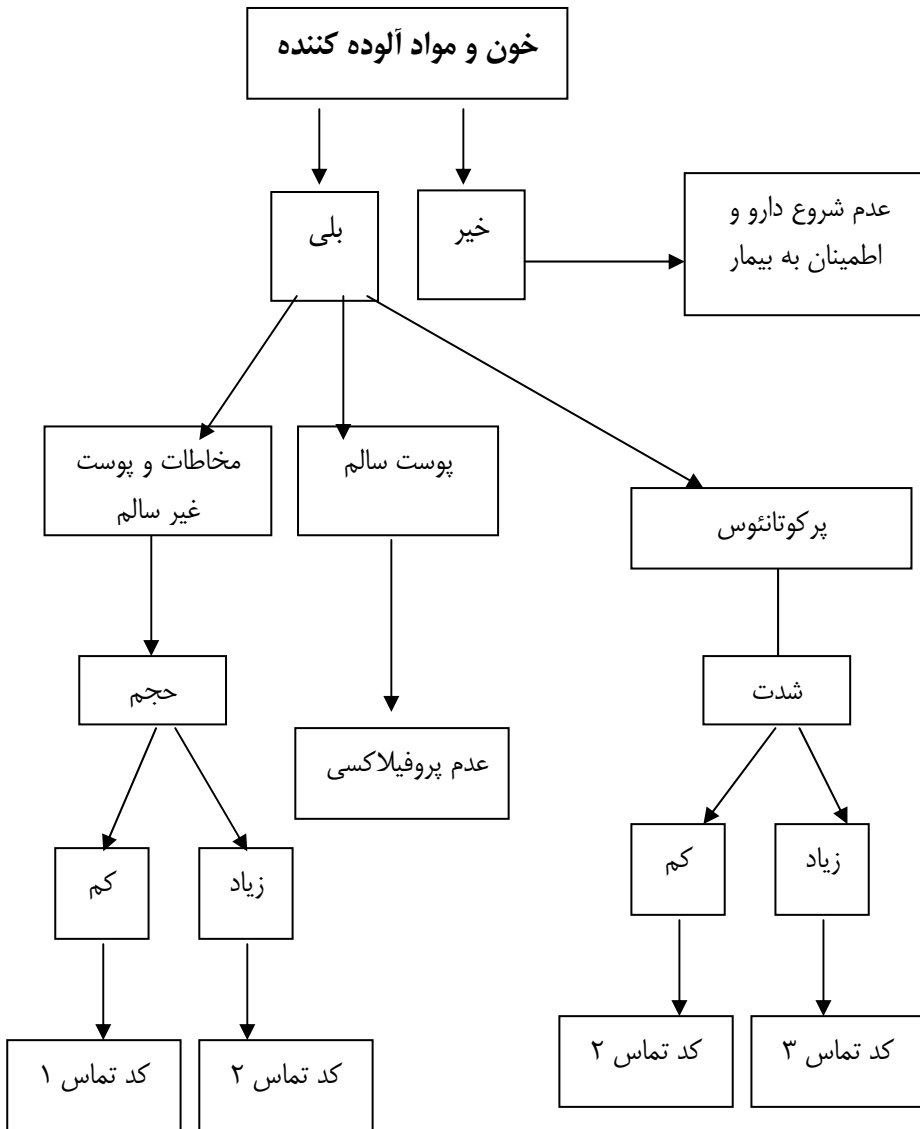 خون و مواد آلوده کننده
بلی
خیر
عدم شروع دارو و
اطمینان به بیمار
مخاطات و پوست
غیر سالم
پوست سالم
پرکوتانئوس
حجم
عدم پروفیلاکسی
شدت
کم
زیاد
کم
زیاد
کد تماس ۱
کد تماس ۲
کد تماس ۲
کد تماس ۳